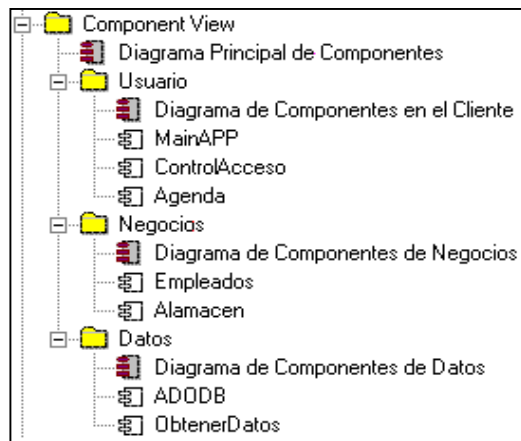 Component View
Diagrama Principal de Componentes
Usuario
Diagrama de Componentes en el Cliente
MainAPP
ControlAcceso
Agenda
Negocios
Diagrama de Componentes de Negocios
Empleados
Alamacen
Datos
Diagrama de Componentes de Datos
ADODB
ObtenerDatos